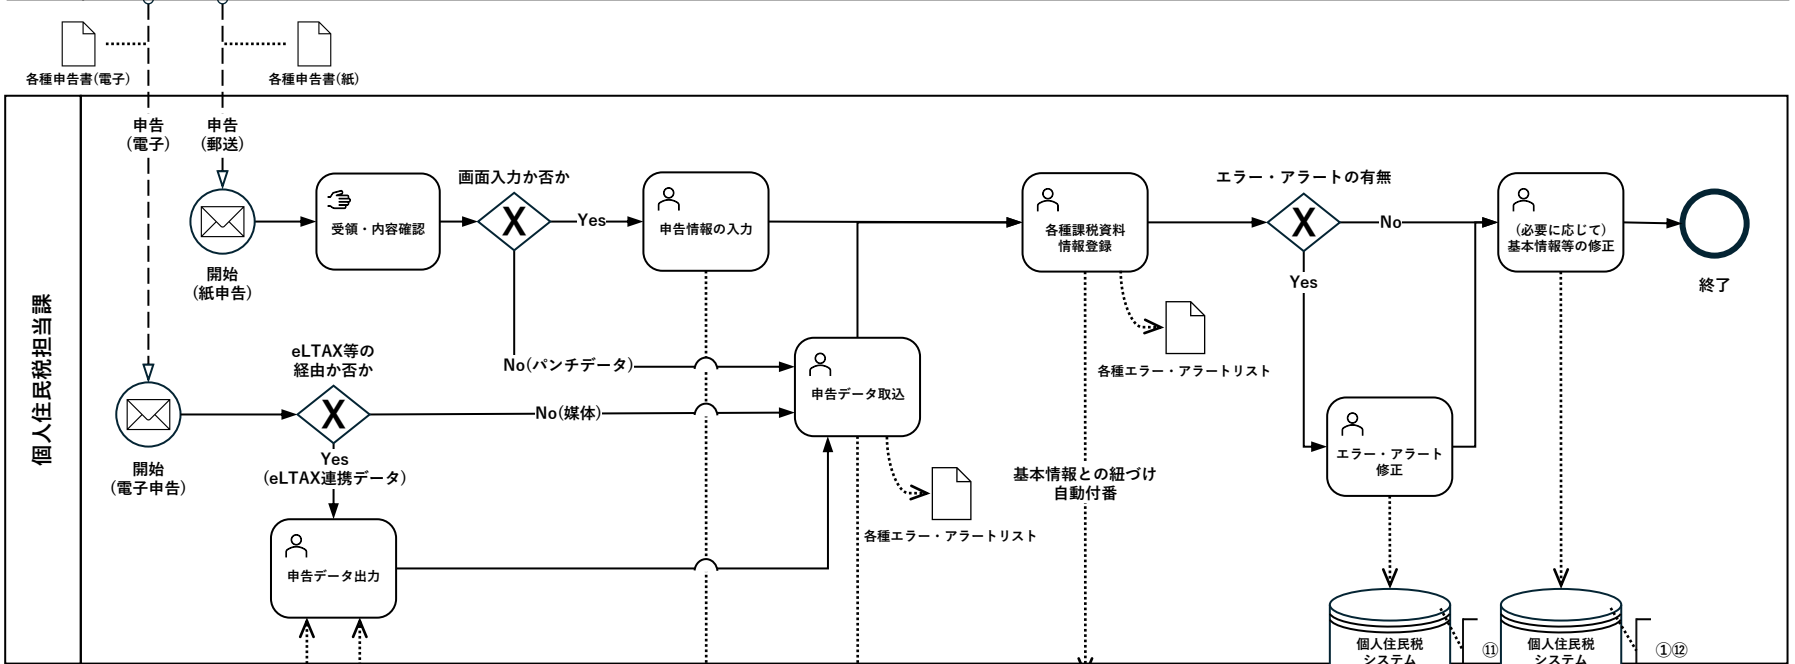 各種申告書(電子)
各種申告書(紙)
申告
(電子)
申告
(郵送)
個人住民税担当課
開始
(紙申告)
受領・内容確認
画面入力か否か
X
Yes
申告情報の入力
各種課税資料
情報登録
エラー・アラートの有無
X
No
(必要に応じて)
基本情報等の修正
終了
Yes
各種エラー・アラートリスト
No(パンチデータ)
eLTAX等の
経由か否か
X
No(媒体)
申告データ取込
開始
(電子申告)
Yes
(eLTAX連携データ)
エラー・アラート
修正
基本情報との紐づけ
自動付番
各種エラー・アラートリスト
申告データ出力
個人住民税
システム
⑪
個人住民税
システム
①⑫